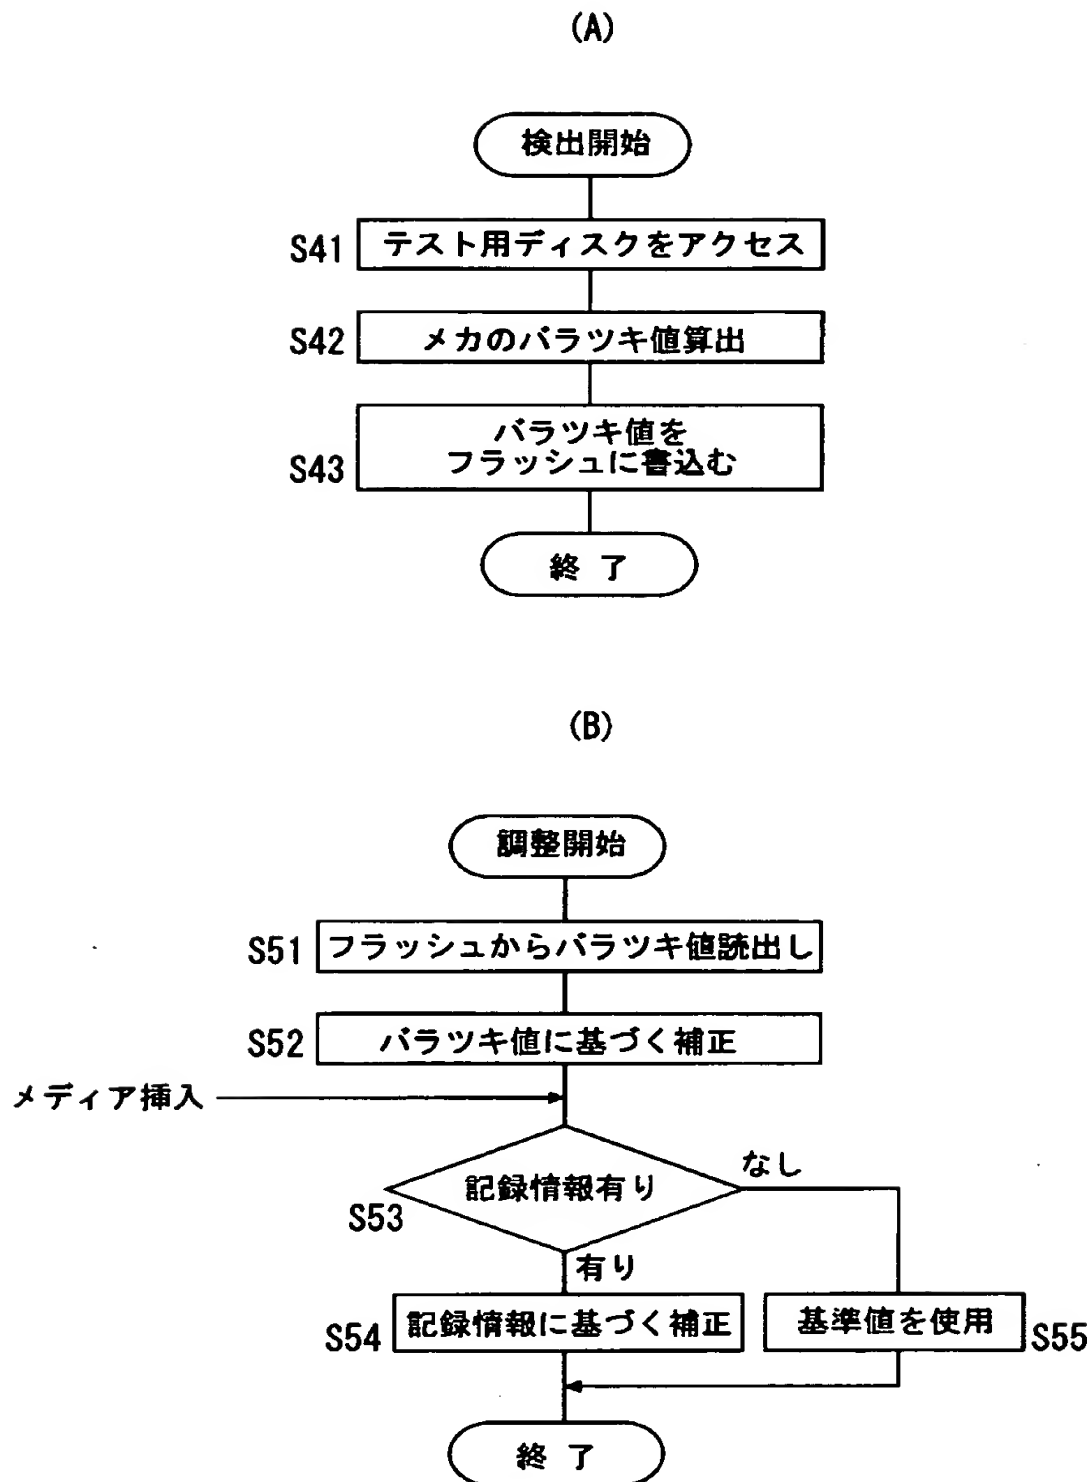 (A)
検出開始
S41
テスト用ディスクをアクセス
S42
メカのバラツキ値算出
S43
バラツキ値を
フラッシュに書込む
終 了
(B)
調整開始
S51
フラッシュからバラツキ値読出し
S52
バラツキ値に基づく補正
メディア挿入
なし
記録情報有り
S53
有り
S54
記録情報に基づく補正
基準値を使用
S55
終 了